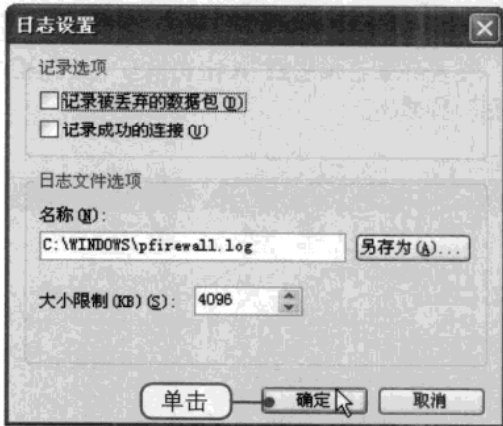 日志设置
记录选项
记录被丢弃的数据包(D)
记录成功的连接(U)
日志文件选项
名称(N):
C:\WINDOWS\pfirewall.log
另存为(A)...
大小限制(KB)(S):
4096
单击
确定
取消